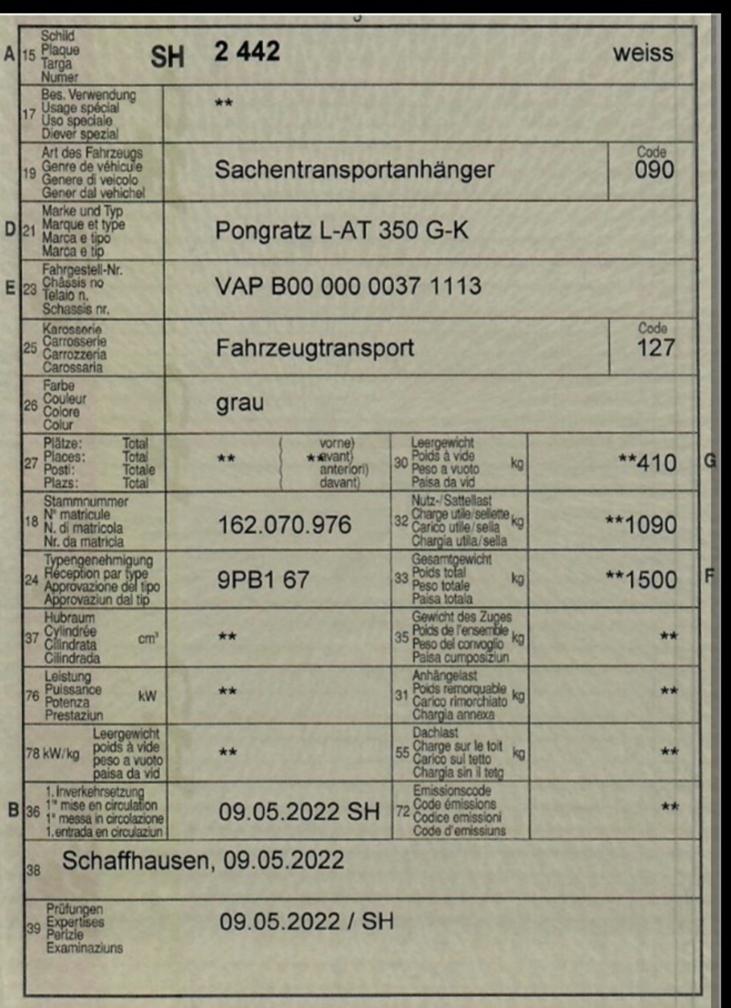 A 15 Schild
Plaque
Targa
Numer
SH 2 442 weiss
17 Bes. Verwendung
Usage spécial
Uso speciale
Diever spezial
**
19 Art des Fahrzeugs
Genre de véhicule
Genere di veicolo
Gener dal vehichel
Sachentransportanhänger
Code
090
D 21 Marke und Typ
Marque et type
Marca e tipo
Marca e tip
Pongratz L-AT 350 G-K
E 23 Fahrgestell-Nr.
Châssis no
Telaio n.
Schassis nr.
VAP B00 000 0037 1113
25 Karosserie
Carrosserie
Carrozzeria
Carossaria
Fahrzeugtransport
Code
127
26 Farbe
Couleur
Colore
Colur
grau
27 Plätze: Total
Places: Total
Posti: Totale
Plazs: Total
** ( vorne)
( **avant)
( anteriori)
( davant)
30 Leergewicht
Poids à vide
Peso a vuoto
Paisa da vid
kg
**410 G
18 Stammnummer
N° matricule
N. di matricola
Nr. da matricla
162.070.976
32 Nutz-/Sattellast
Charge utile/sellette
Carico utile/sella
Chargia utila/sella
kg
**1090
24 Typengenehmigung
Réception par type
Approvazione del tipo
Approvaziun dal tip
9PB1 67
33 Gesamtgewicht
Poids total
Peso totale
Paisa totala
kg
**1500 F
37 Hubraum
Cylindrée
Cilindrata
Cilindrada
cm³
**
35 Gewicht des Zuges
Poids de l'ensemble
Peso del convoglio
Paisa cumposiziun
kg
**
76 Leistung
Puissance
Potenza
Prestaziun
kW
**
31 Anhängelast
Poids remorquable
Carico rimorchiato
Chargia annexa
kg
**
78 kW/kg Leergewicht
poids à vide
peso a vuoto
paisa da vid
**
55 Dachlast
Charge sur le toit
Carico sul tetto
Chargia sin il tetg
kg
**
B 36 1. Inverkehrsetzung
1re mise en circulation
1a messa in circolazione
1. entrada en circulaziun
09.05.2022 SH
72 Emissionscode
Code émissions
Codice emissioni
Code d'emissiuns
**
38 Schaffhausen, 09.05.2022
39 Prüfungen
Expertises
Perizie
Examinaziuns
09.05.2022 / SH